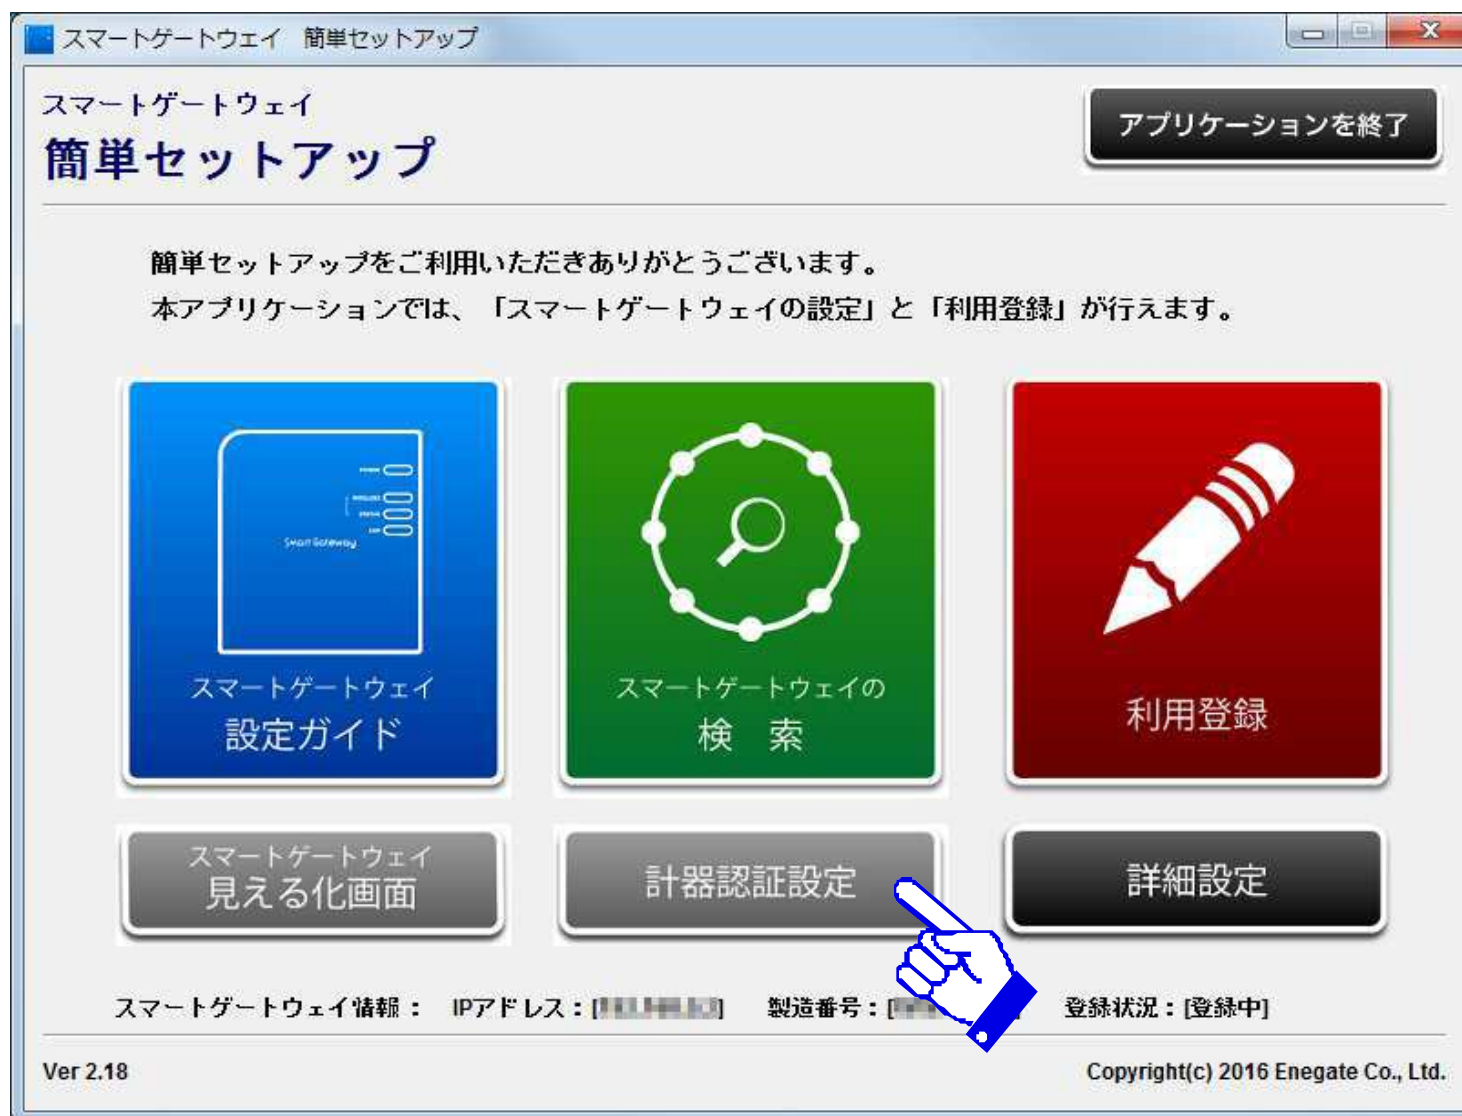 スマートゲートウェイ 簡単セットアップ
スマートゲートウェイ
簡単セットアップ
アプリケーションを終了
簡単セットアップをご利用いただきありがとうございます。
本アプリケーションでは、「スマートゲートウェイの設定」と「利用登録」が行えます。
Smart Gateway
スマートゲートウェイ
設定ガイド
スマートゲートウェイの
検 索
利用登録
スマートゲートウェイ
見える化画面
計器認証設定
詳細設定
スマートゲートウェイ情報： IPアドレス：[ ] 製造番号：[ ] 登録状況：[登録中]
Ver 2.18
Copyright(c) 2016 Enegate Co., Ltd.